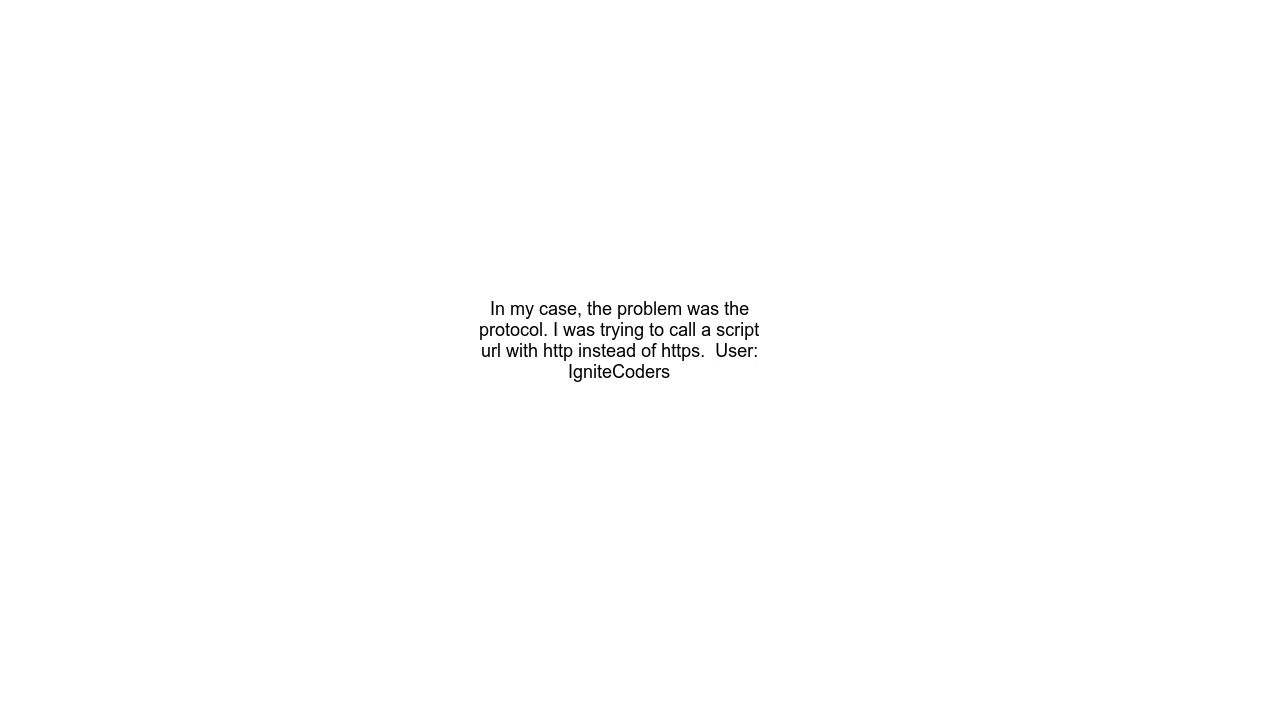 In my case, the problem was the
protocol. I was trying to call a script
url with http instead of https.  User:
IgniteCoders